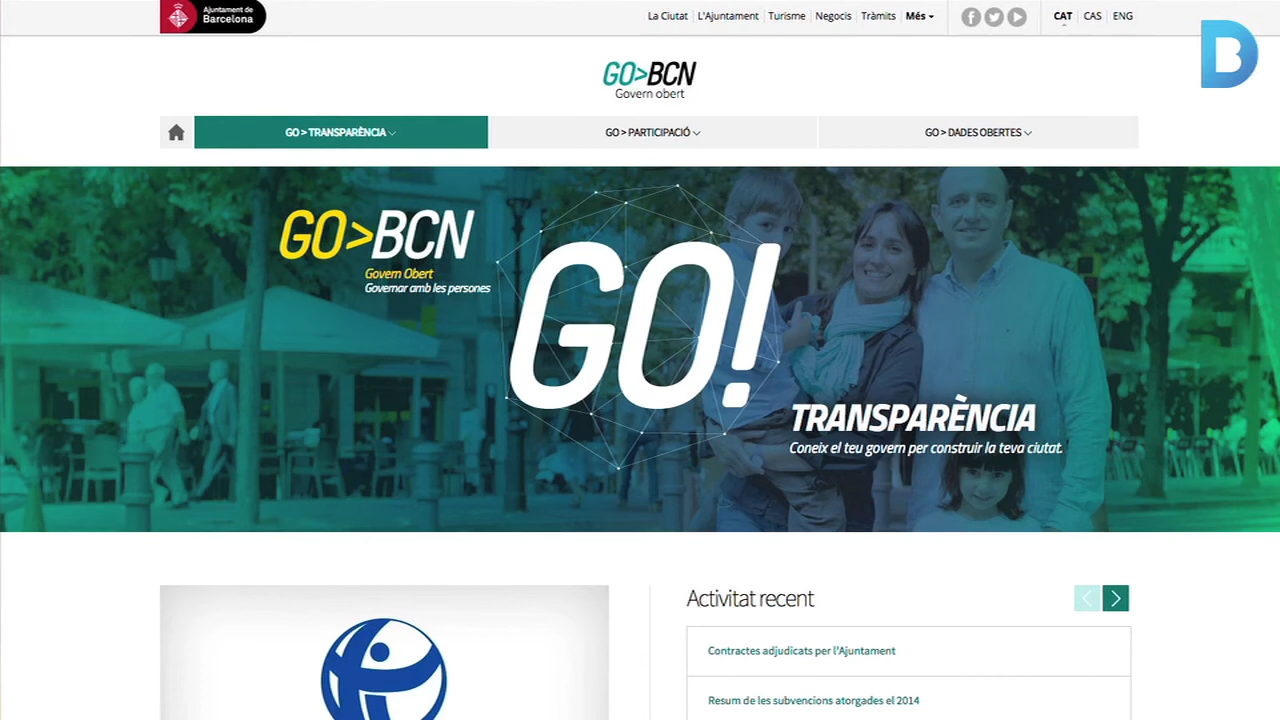 Ajuntament de
Barcelona
La Ciutat L'Ajuntament Turisme Negocis Tràmits Més
CAT CAS ENG
B
GO>BCN
Govern obert
GO > TRANSPARÈNCIA
GO > PARTICIPACIÓ
GO > DADES OBERTES
GO>BCN
Govern Obert
Governar amb les persones
GO!
TRANSPARÈNCIA
Coneix el teu govern per construir la teva ciutat.
Activitat recent
Contractes adjudicats per l'Ajuntament
Resum de les subvencions atorgades el 2014